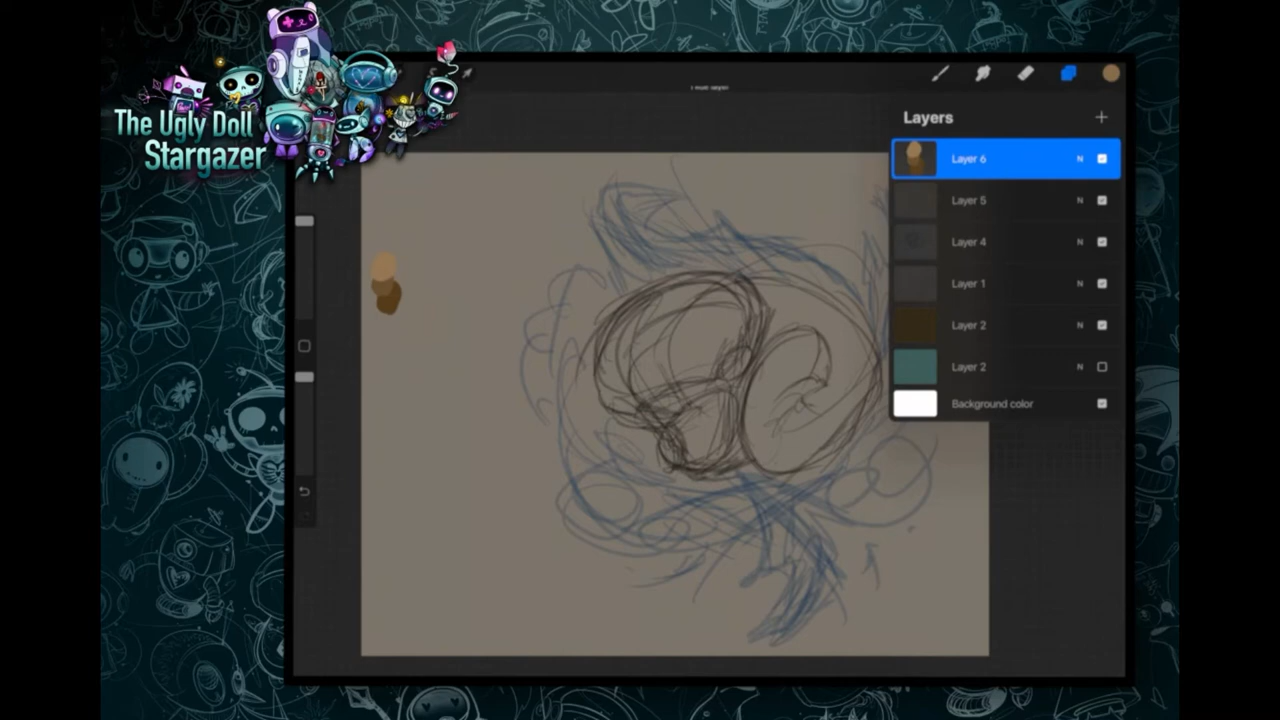 The Ugly Doll
Stargazer
Layers
Layer 6 N
Layer 5 N
Layer 4 N
Layer 1 N
Layer 2 N
Layer 2 N
Background color